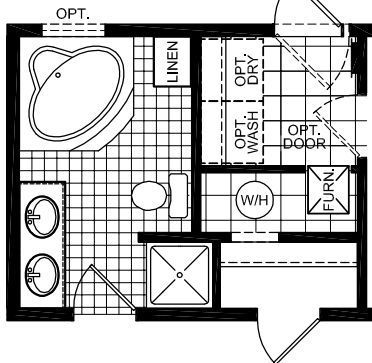 OPT.
LINEN
OPT.
DRY
OPT.
WASH
OPT.
DOOR
W/H
FURN.